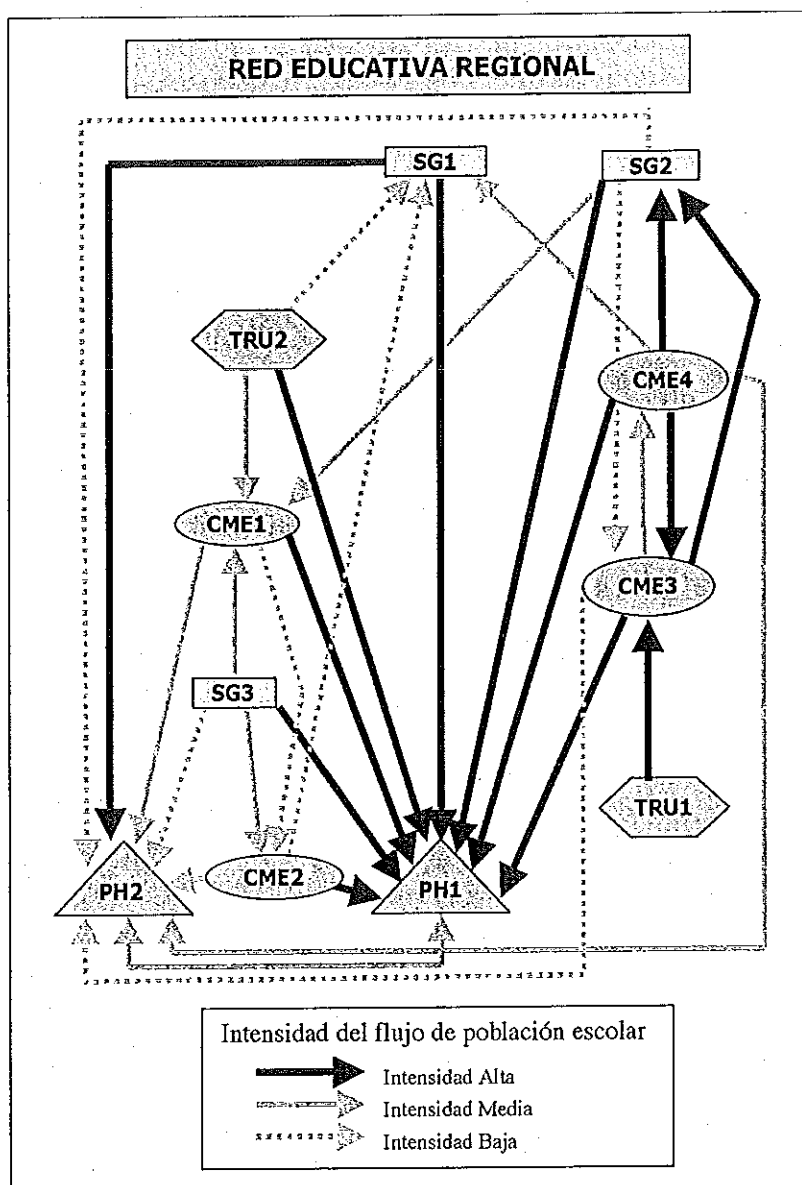 RED EDUCATIVA REGIONAL
SG1
SG2
TRU2
CME4
CME1
CME3
SG3
TRU1
PH2
CME2
PH1
Intensidad del flujo de población escolar
Intensidad Alta
Intensidad Media
Intensidad Baja